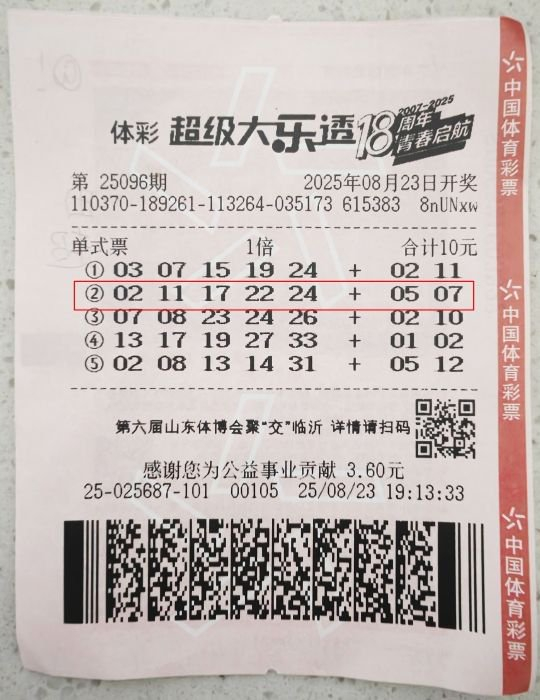 体彩 超级大乐透 2007-2025 18周年 青春启航
第 25096期 2025年08月23日开奖
110370-189261-113264-035173 615383 8nUNxw
单式票 1倍 合计10元
① 03 07 15 19 24 + 02 11
② 02 11 17 22 24 + 05 07
③ 07 08 23 24 26 + 02 10
④ 13 17 19 27 33 + 01 02
⑤ 02 08 13 14 31 + 05 12
第六届山东体博会聚“交”临沂 详情请扫码
感谢您为公益事业贡献 3.60元
25-025687-101 00105 25/08/23 19:13:33
中国体育彩票
中国体育彩票
中国体育彩票